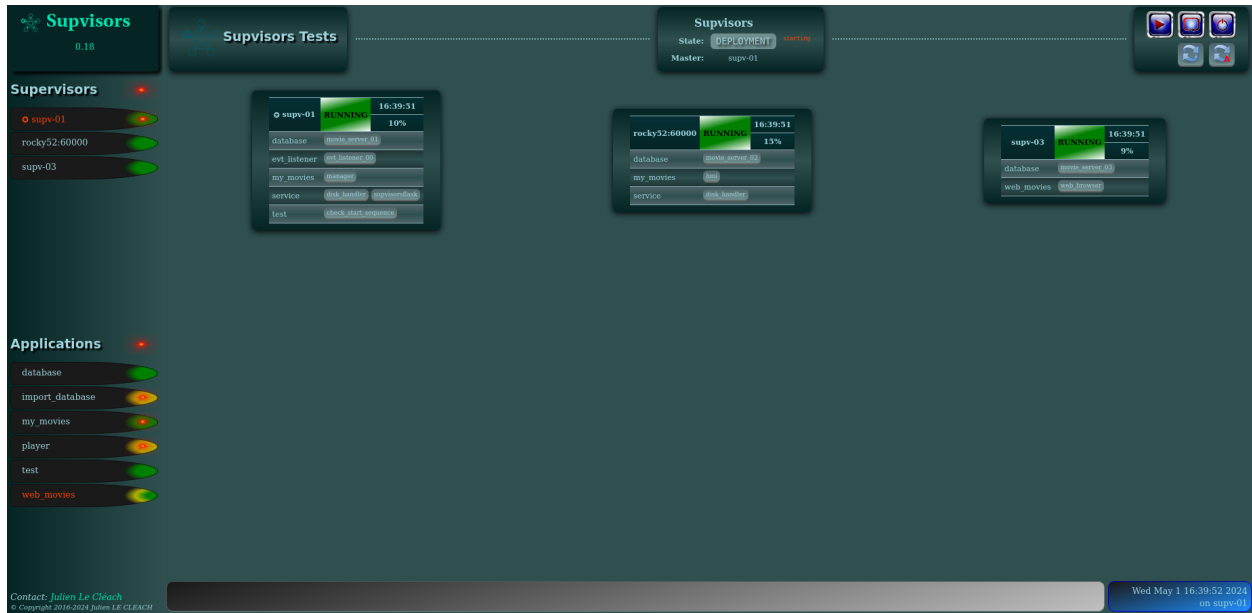 Supvisors
0.18
Supvisors Tests
Supvisors
State: DEPLOYMENT starting
Master: supv-01
Supervisors
✪ supv-01
rocky52:60000
supv-03
✪ supv-01 RUNNING 16:39:51
10%
database movie_server_01
evt_listener evt_listener_00
my_movies manager
service disk_handler supvisorsflask
test check_start_sequence
rocky52:60000 RUNNING 16:39:51
15%
database movie_server_02
my_movies hmi
service disk_handler
supv-03 RUNNING 16:39:51
9%
database movie_server_03
web_movies web_browser
Applications
database
import_database
my_movies
player
test
web_movies
Contact: Julien Le Cléach
© Copyright 2016-2024 Julien LE CLEACH
Wed May 1 16:39:52 2024
on supv-01